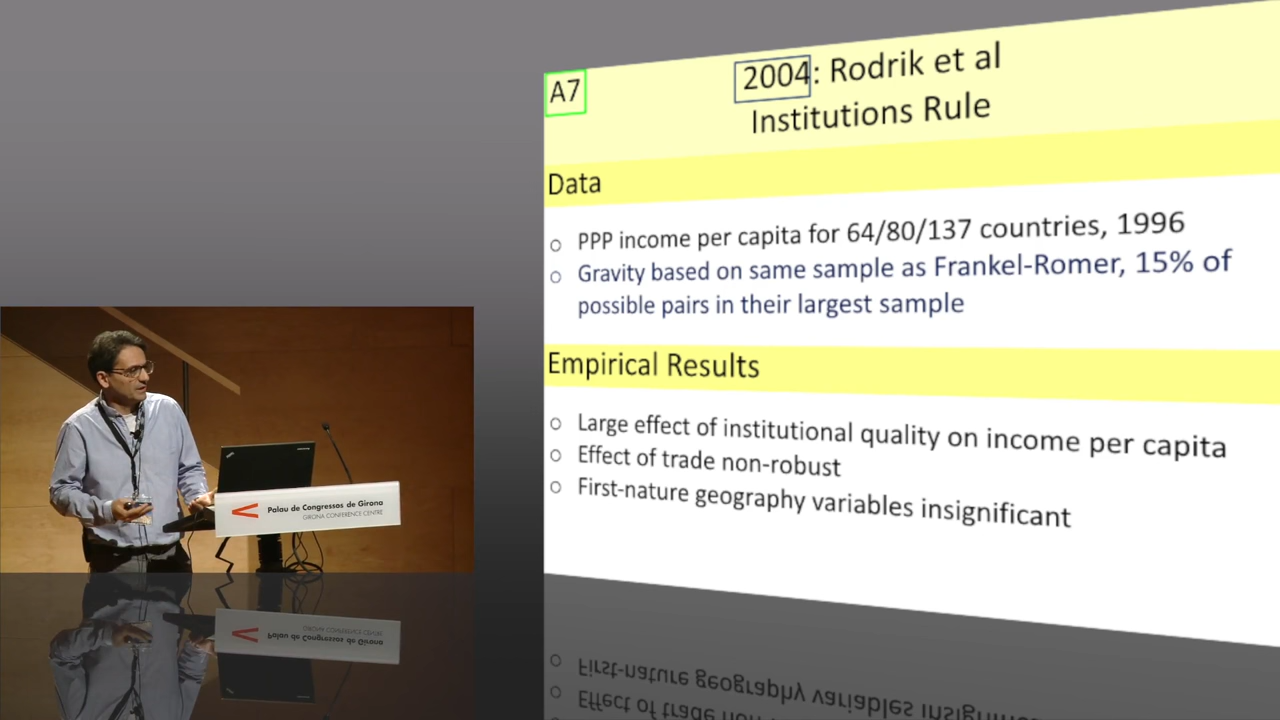 A7
2004: Rodrik et al
Institutions Rule
Data
PPP income per capita for 64/80/137 countries, 1996
Gravity based on same sample as Frankel-Romer, 15% of
possible pairs in their largest sample
Empirical Results
Large effect of institutional quality on income per capita
Effect of trade non-robust
First-nature geography variables insignificant
Palau de Congressos de Girona
GIRONA CONFERENCE CENTRE